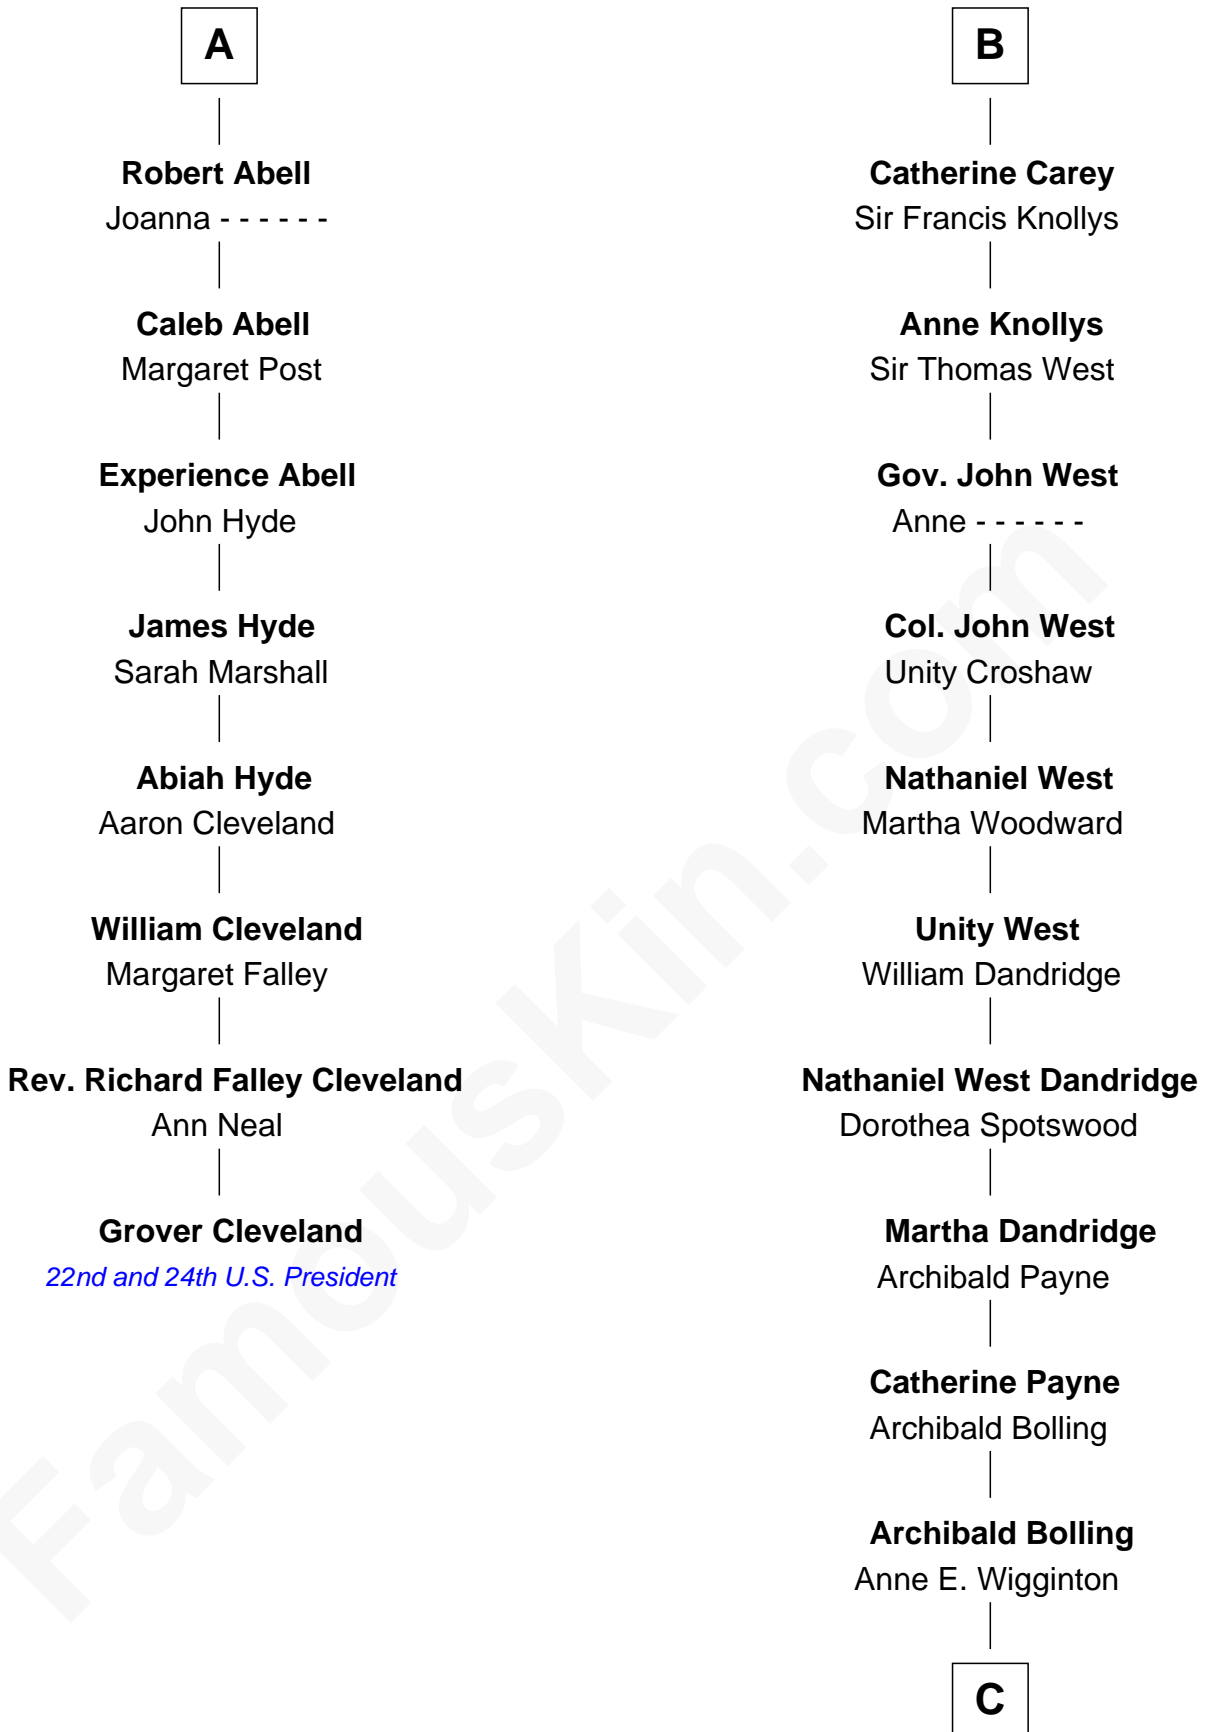 A
Robert Abell
Joanna - - - - - -
Caleb Abell
Margaret Post
Experience Abell
John Hyde
James Hyde
Sarah Marshall
Abiah Hyde
Aaron Cleveland
William Cleveland
Margaret Falley
Rev. Richard Falley Cleveland
Ann Neal
Grover Cleveland
22nd and 24th U.S. President
B
Catherine Carey
Sir Francis Knollys
Anne Knollys
Sir Thomas West
Gov. John West
Anne - - - - - -
Col. John West
Unity Croshaw
Nathaniel West
Martha Woodward
Unity West
William Dandridge
Nathaniel West Dandridge
Dorothea Spotswood
Martha Dandridge
Archibald Payne
Catherine Payne
Archibald Bolling
Archibald Bolling
Anne E. Wigginton
C
FamousKin.com